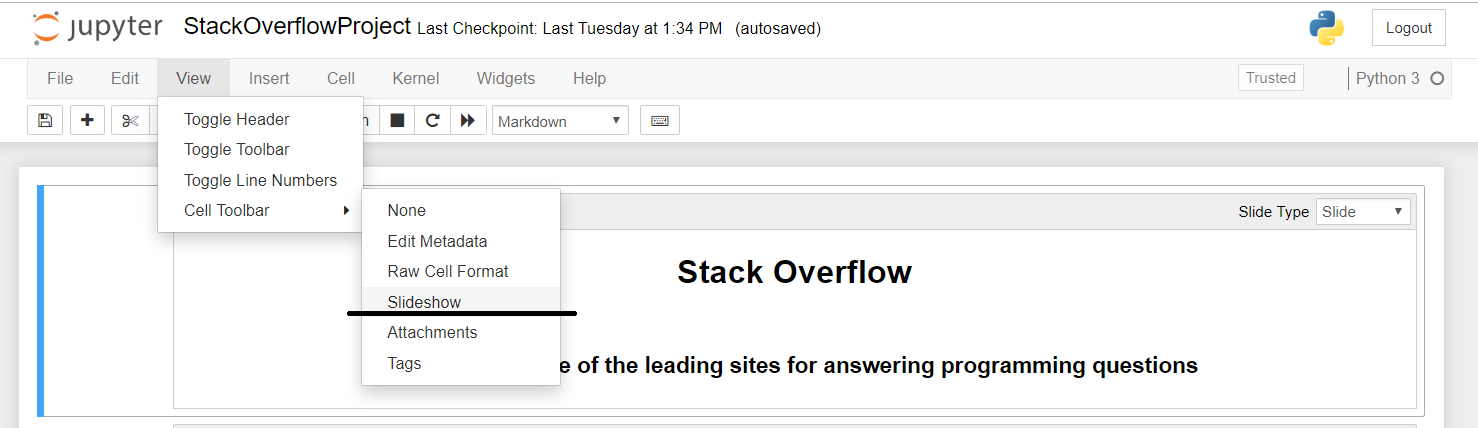 jupyter StackOverflowProject Last Checkpoint: Last Tuesday at 1:34 PM (autosaved) Logout
File Edit View Insert Cell Kernel Widgets Help Trusted Python 3
Markdown
Toggle Header
Toggle Toolbar
Toggle Line Numbers
Cell Toolbar
None
Edit Metadata
Raw Cell Format
Slideshow
Attachments
Tags
Slide Type Slide
Stack Overflow
of the leading sites for answering programming questions